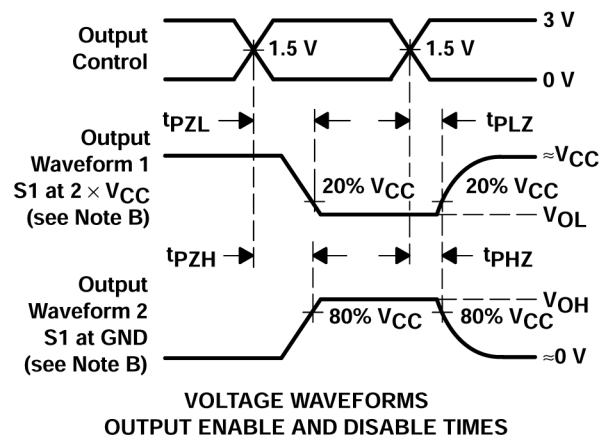 Output
Control
1.5 V
1.5 V
3 V
0 V
tPZL
tPLZ
Output
Waveform 1
S1 at 2 × VCC
(see Note B)
20% VCC
20% VCC
≈VCC
VOL
tPZH
tPHZ
Output
Waveform 2
S1 at GND
(see Note B)
80% VCC
80% VCC
VOH
≈0 V
VOLTAGE WAVEFORMS
OUTPUT ENABLE AND DISABLE TIMES